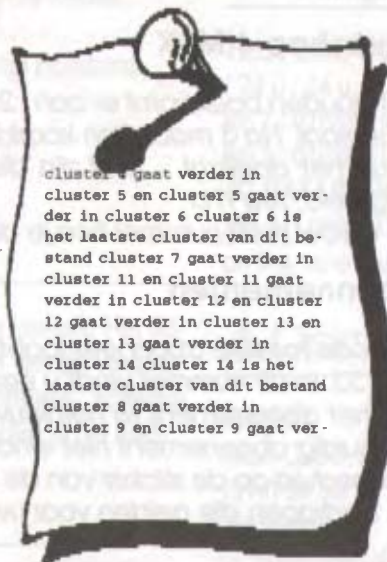 cluster 4 gaat verder in
cluster 5 en cluster 5 gaat ver-
der in cluster 6 cluster 6 is
het laatste cluster van dit be-
stand cluster 7 gaat verder in
cluster 11 en cluster 11 gaat
verder in cluster 12 en cluster
12 gaat verder in cluster 13 en
cluster 13 gaat verder in
cluster 14 cluster 14 is het
laatste cluster van dit bestand
cluster 8 gaat verder in
cluster 9 en cluster 9 gaat ver-